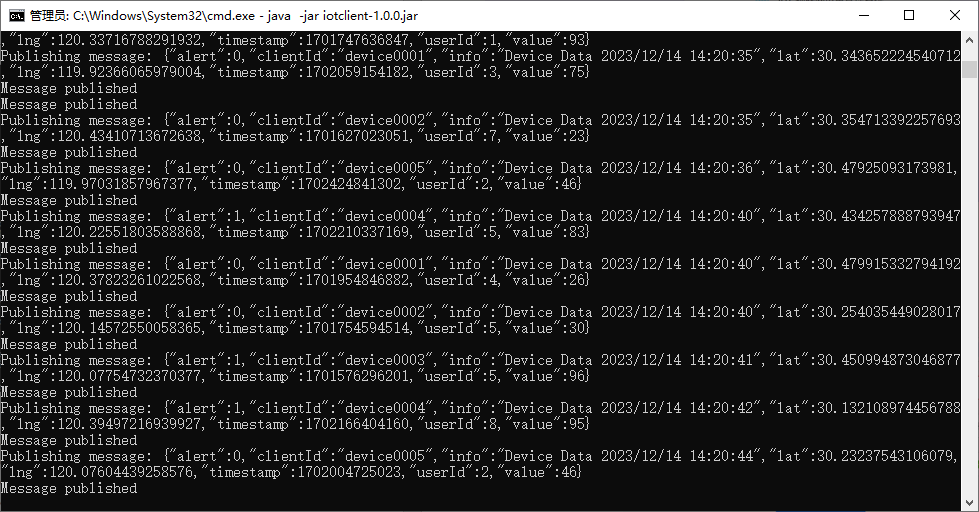 管理员: C:\Windows\System32\cmd.exe - java  -jar iotclient-1.0.0.jar
,"lng":120.33716788291932,"timestamp":1701747636847,"userId":1,"value":93}
Publishing message: {"alert":0,"clientId":"device0001","info":"Device Data 2023/12/14 14:20:35","lat":30.343652224540712
,"lng":119.92366065979004,"timestamp":1702059154182,"userId":3,"value":75}
Message published
Message published
Publishing message: {"alert":0,"clientId":"device0002","info":"Device Data 2023/12/14 14:20:35","lat":30.354713392257693
,"lng":120.43410713672638,"timestamp":1701627023051,"userId":7,"value":23}
Message published
Publishing message: {"alert":0,"clientId":"device0005","info":"Device Data 2023/12/14 14:20:36","lat":30.47925093173981,
"lng":119.97031857967377,"timestamp":1702424841302,"userId":2,"value":46}
Message published
Publishing message: {"alert":1,"clientId":"device0004","info":"Device Data 2023/12/14 14:20:40","lat":30.434257888793947
,"lng":120.22551803588868,"timestamp":1702210337169,"userId":5,"value":83}
Message published
Publishing message: {"alert":0,"clientId":"device0001","info":"Device Data 2023/12/14 14:20:40","lat":30.479915332794192
,"lng":120.37823261022568,"timestamp":1701954846882,"userId":4,"value":26}
Message published
Publishing message: {"alert":0,"clientId":"device0002","info":"Device Data 2023/12/14 14:20:40","lat":30.254035449028017
,"lng":120.14572550058365,"timestamp":1701754594514,"userId":5,"value":30}
Message published
Publishing message: {"alert":1,"clientId":"device0003","info":"Device Data 2023/12/14 14:20:41","lat":30.450994873046877
,"lng":120.07754732370377,"timestamp":1701576296201,"userId":5,"value":96}
Message published
Publishing message: {"alert":1,"clientId":"device0004","info":"Device Data 2023/12/14 14:20:42","lat":30.132108974456788
,"lng":120.39497216939927,"timestamp":1702166404160,"userId":8,"value":95}
Message published
Publishing message: {"alert":0,"clientId":"device0005","info":"Device Data 2023/12/14 14:20:44","lat":30.23237543106079,
"lng":120.07604439258576,"timestamp":1702004725023,"userId":2,"value":46}
Message published